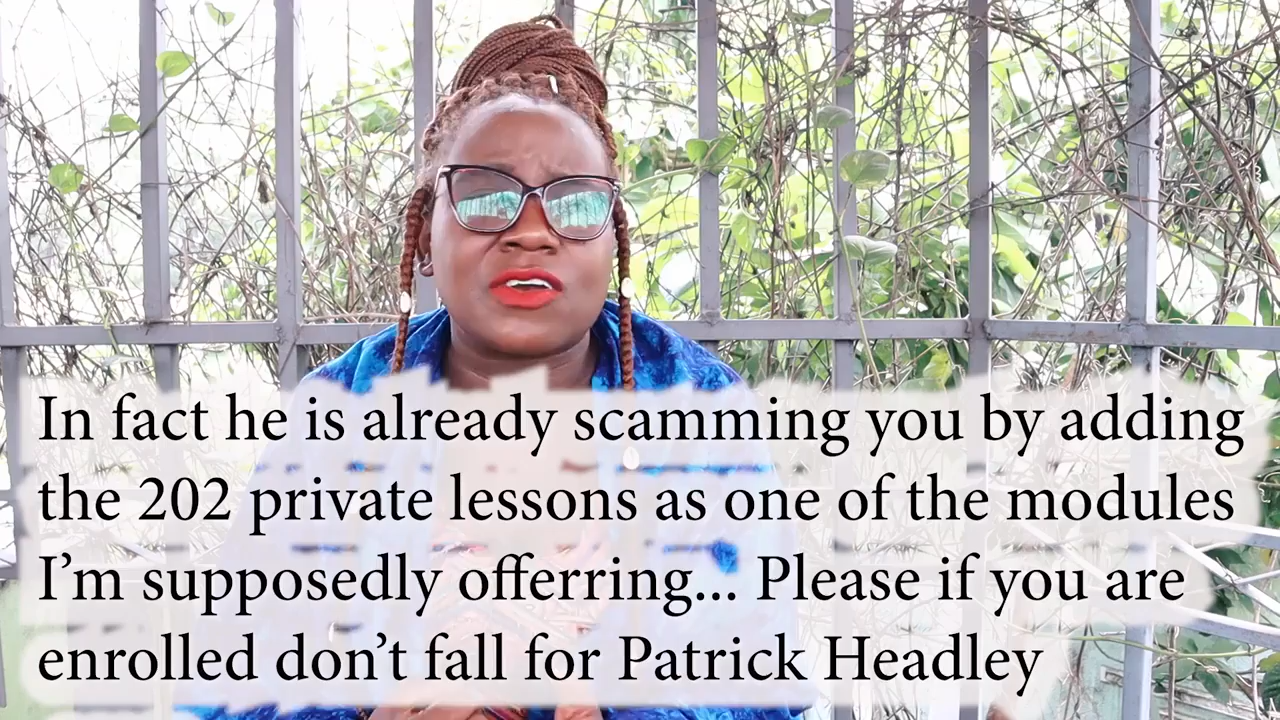 In fact he is already scamming you by adding
the 202 private lessons as one of the modules
I'm supposedly offerring... Please if you are
enrolled don't fall for Patrick Headley